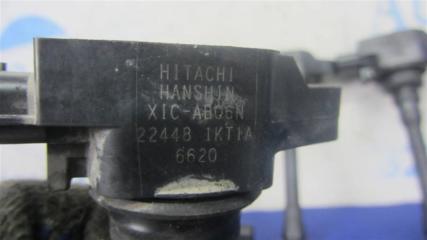 HITACHI
HANSHIN
XIC-AB06N
22448 1KT1A
6620